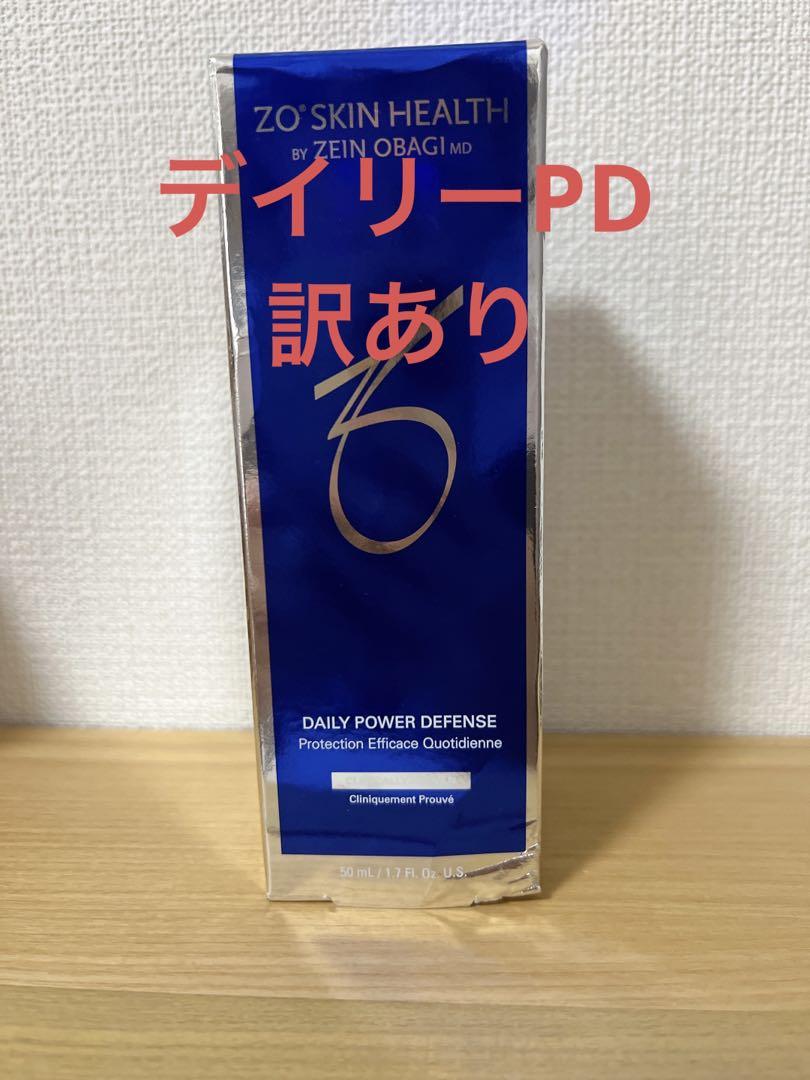 ZO® SKIN HEALTH
BY ZEIN OBAGI MD
デイリーPD
訳あり
DAILY POWER DEFENSE
Protection Efficace Quotidienne
Cliniquement Prouvé
50 mL / 1.7 Fl. Oz. U.S.